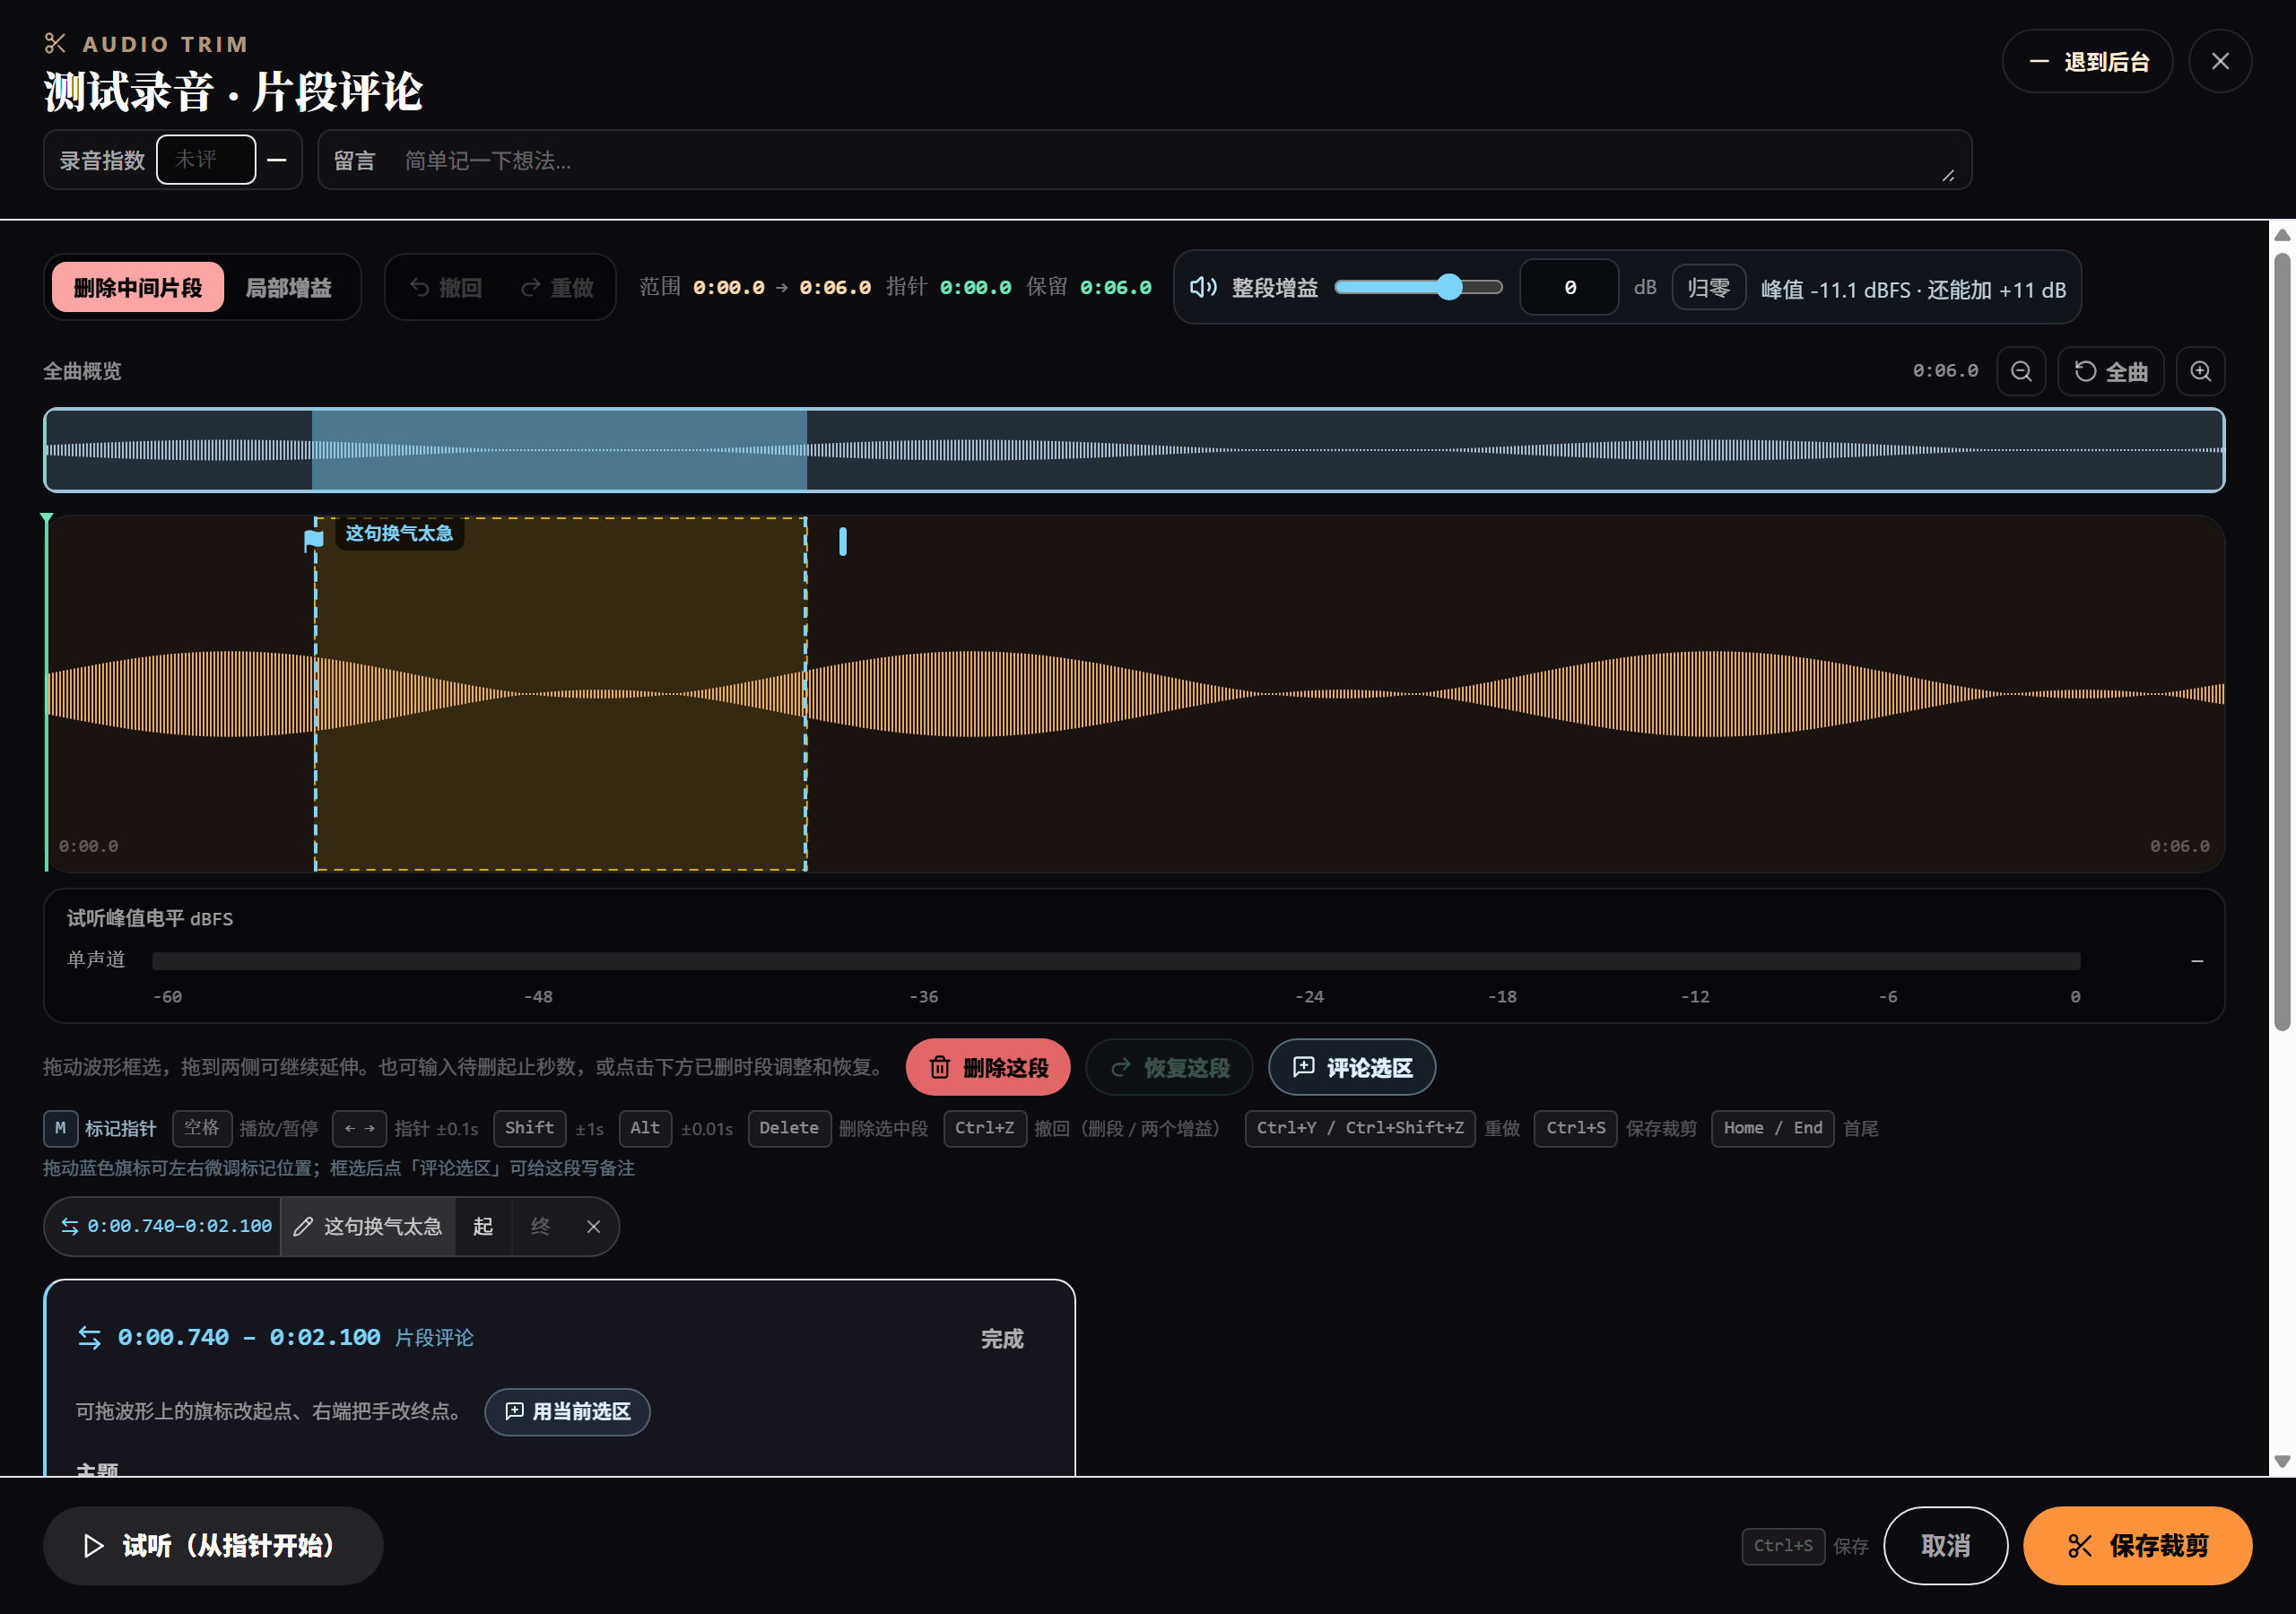 AUDIO TRIM
测试录音 · 片段评论
退到后台
录音指数 未评
留言 简单记一下想法...
删除中间片段 局部增益 撤回 重做 范围 0:00.0 → 0:06.0 指针 0:00.0 保留 0:06.0 整段增益 0 dB 归零 峰值 -11.1 dBFS · 还能加 +11 dB
全曲概览 0:06.0 全曲
这句换气太急
0:00.0 0:06.0
试听峰值电平 dBFS
单声道 –
-60 -48 -36 -24 -18 -12 -6 0
拖动波形框选，拖到两侧可继续延伸。也可输入待删起止秒数，或点击下方已删时段调整和恢复。 删除这段 恢复这段 评论选区
M 标记指针 空格 播放/暂停 ← → 指针 ±0.1s Shift ±1s Alt ±0.01s Delete 删除选中段 Ctrl+Z 撤回（删段 / 两个增益） Ctrl+Y / Ctrl+Shift+Z 重做 Ctrl+S 保存裁剪 Home / End 首尾
拖动蓝色旗标可左右微调标记位置；框选后点「评论选区」可给这段写备注
0:00.740–0:02.100 这句换气太急 起 终
0:00.740 – 0:02.100 片段评论 完成
可拖波形上的旗标改起点、右端把手改终点。 用当前选区
主题
试听（从指针开始） Ctrl+S 保存 取消 保存裁剪